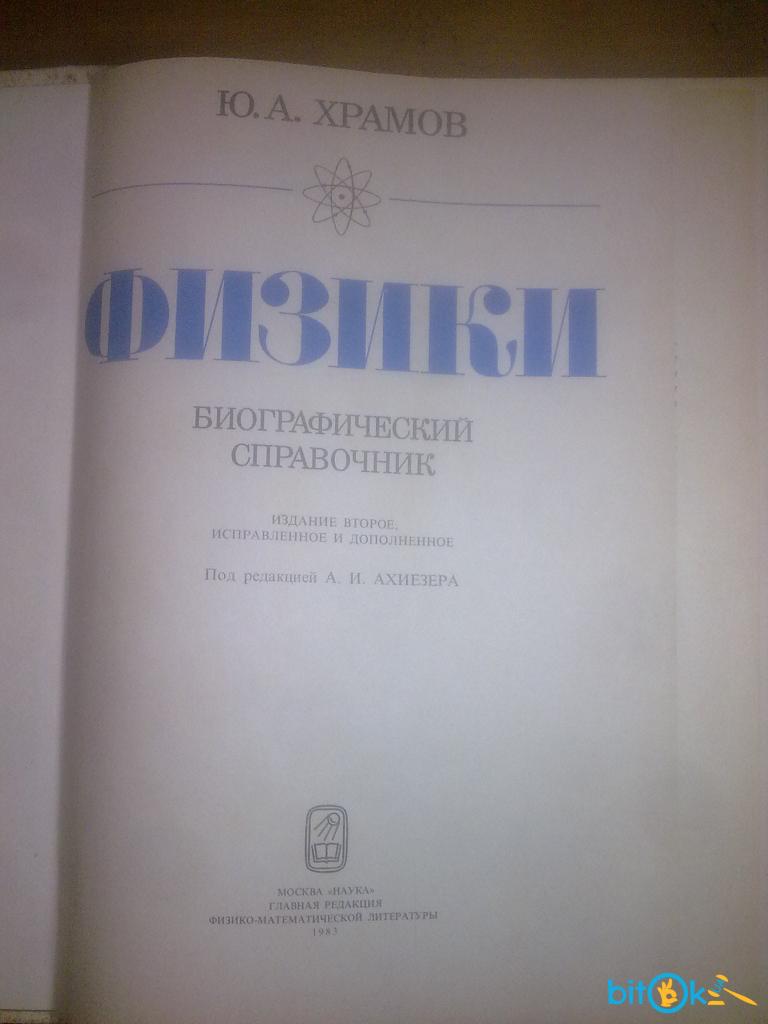 Ю. А. ХРАМОВ
ФИЗИКИ
БИОГРАФИЧЕСКИЙ
СПРАВОЧНИК
ИЗДАНИЕ ВТОРОЕ,
ИСПРАВЛЕННОЕ И ДОПОЛНЕННОЕ
Под редакцией А. И. АХИЕЗЕРА
МОСКВА «НАУКА»
ГЛАВНАЯ РЕДАКЦИЯ
ФИЗИКО-МАТЕМАТИЧЕСКОЙ ЛИТЕРАТУРЫ
1983
bitOk